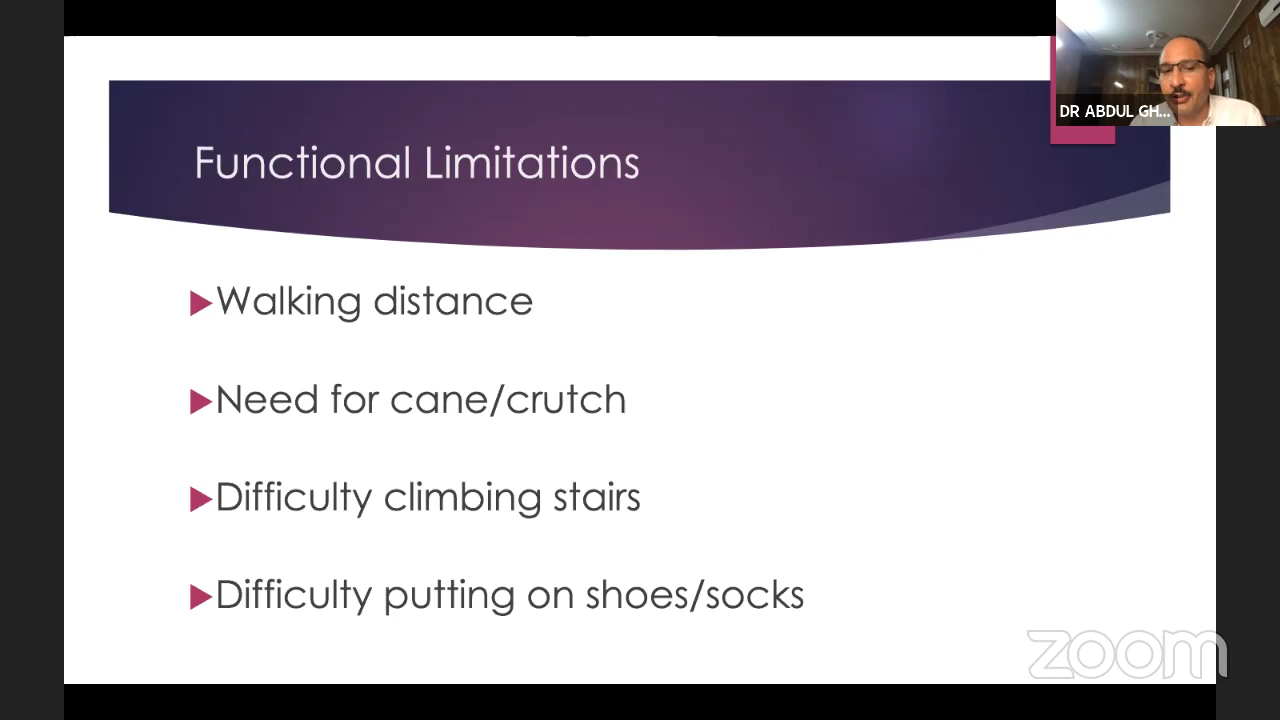 DR ABDUL GH...
Functional Limitations
Walking distance
Need for cane/crutch
Difficulty climbing stairs
Difficulty putting on shoes/socks
zoom